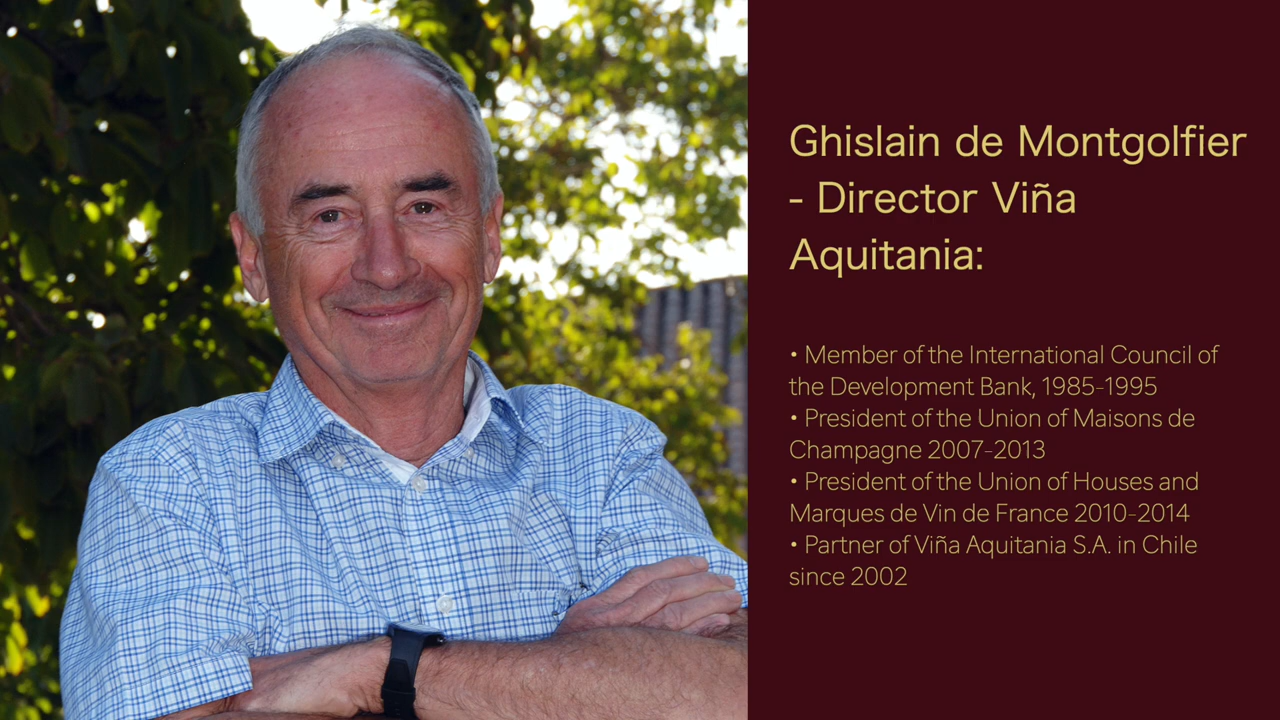 Ghislain de Montgolfier
- Director Viña
Aquitania:
• Member of the International Council of
the Development Bank, 1985-1995
• President of the Union of Maisons de
Champagne 2007-2013
• President of the Union of Houses and
Marques de Vin de France 2010-2014
• Partner of Viña Aquitania S.A. in Chile
since 2002